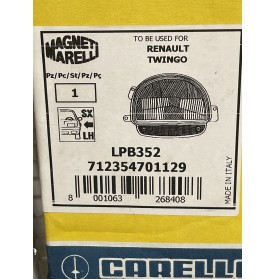 MAGNETI
MARELLI
TO BE USED FOR
RENAULT
TWINGO
Pz/Pc/St/Pz/Pç
1
SX
LH
LPB352
712354701129
8 001063 268408
MADE IN ITALY
CARELLO